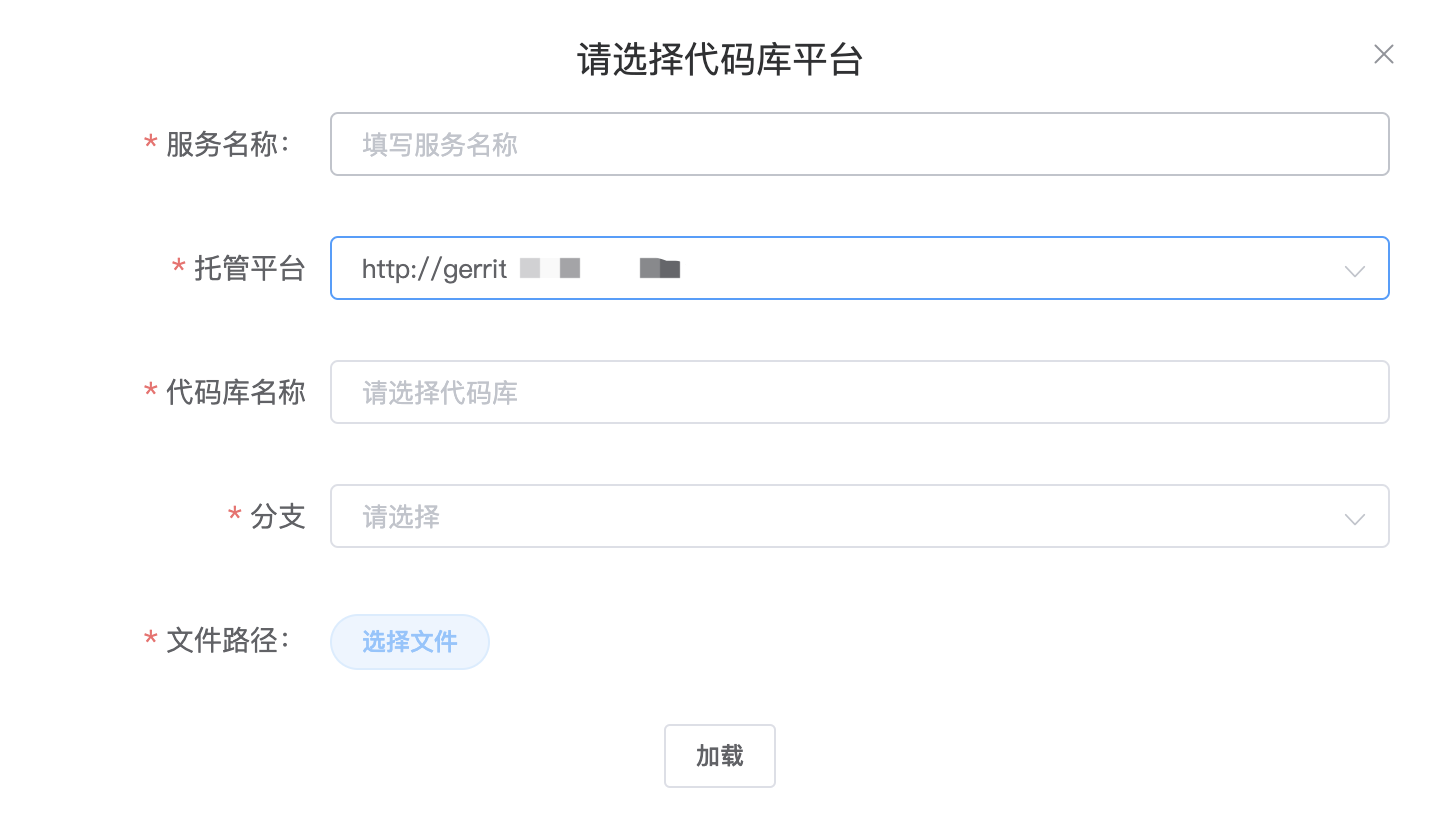 请选择代码库平台
* 服务名称: 填写服务名称
* 托管平台 http://gerrit
* 代码库名称 请选择代码库
* 分支 请选择
* 文件路径: 选择文件
加载